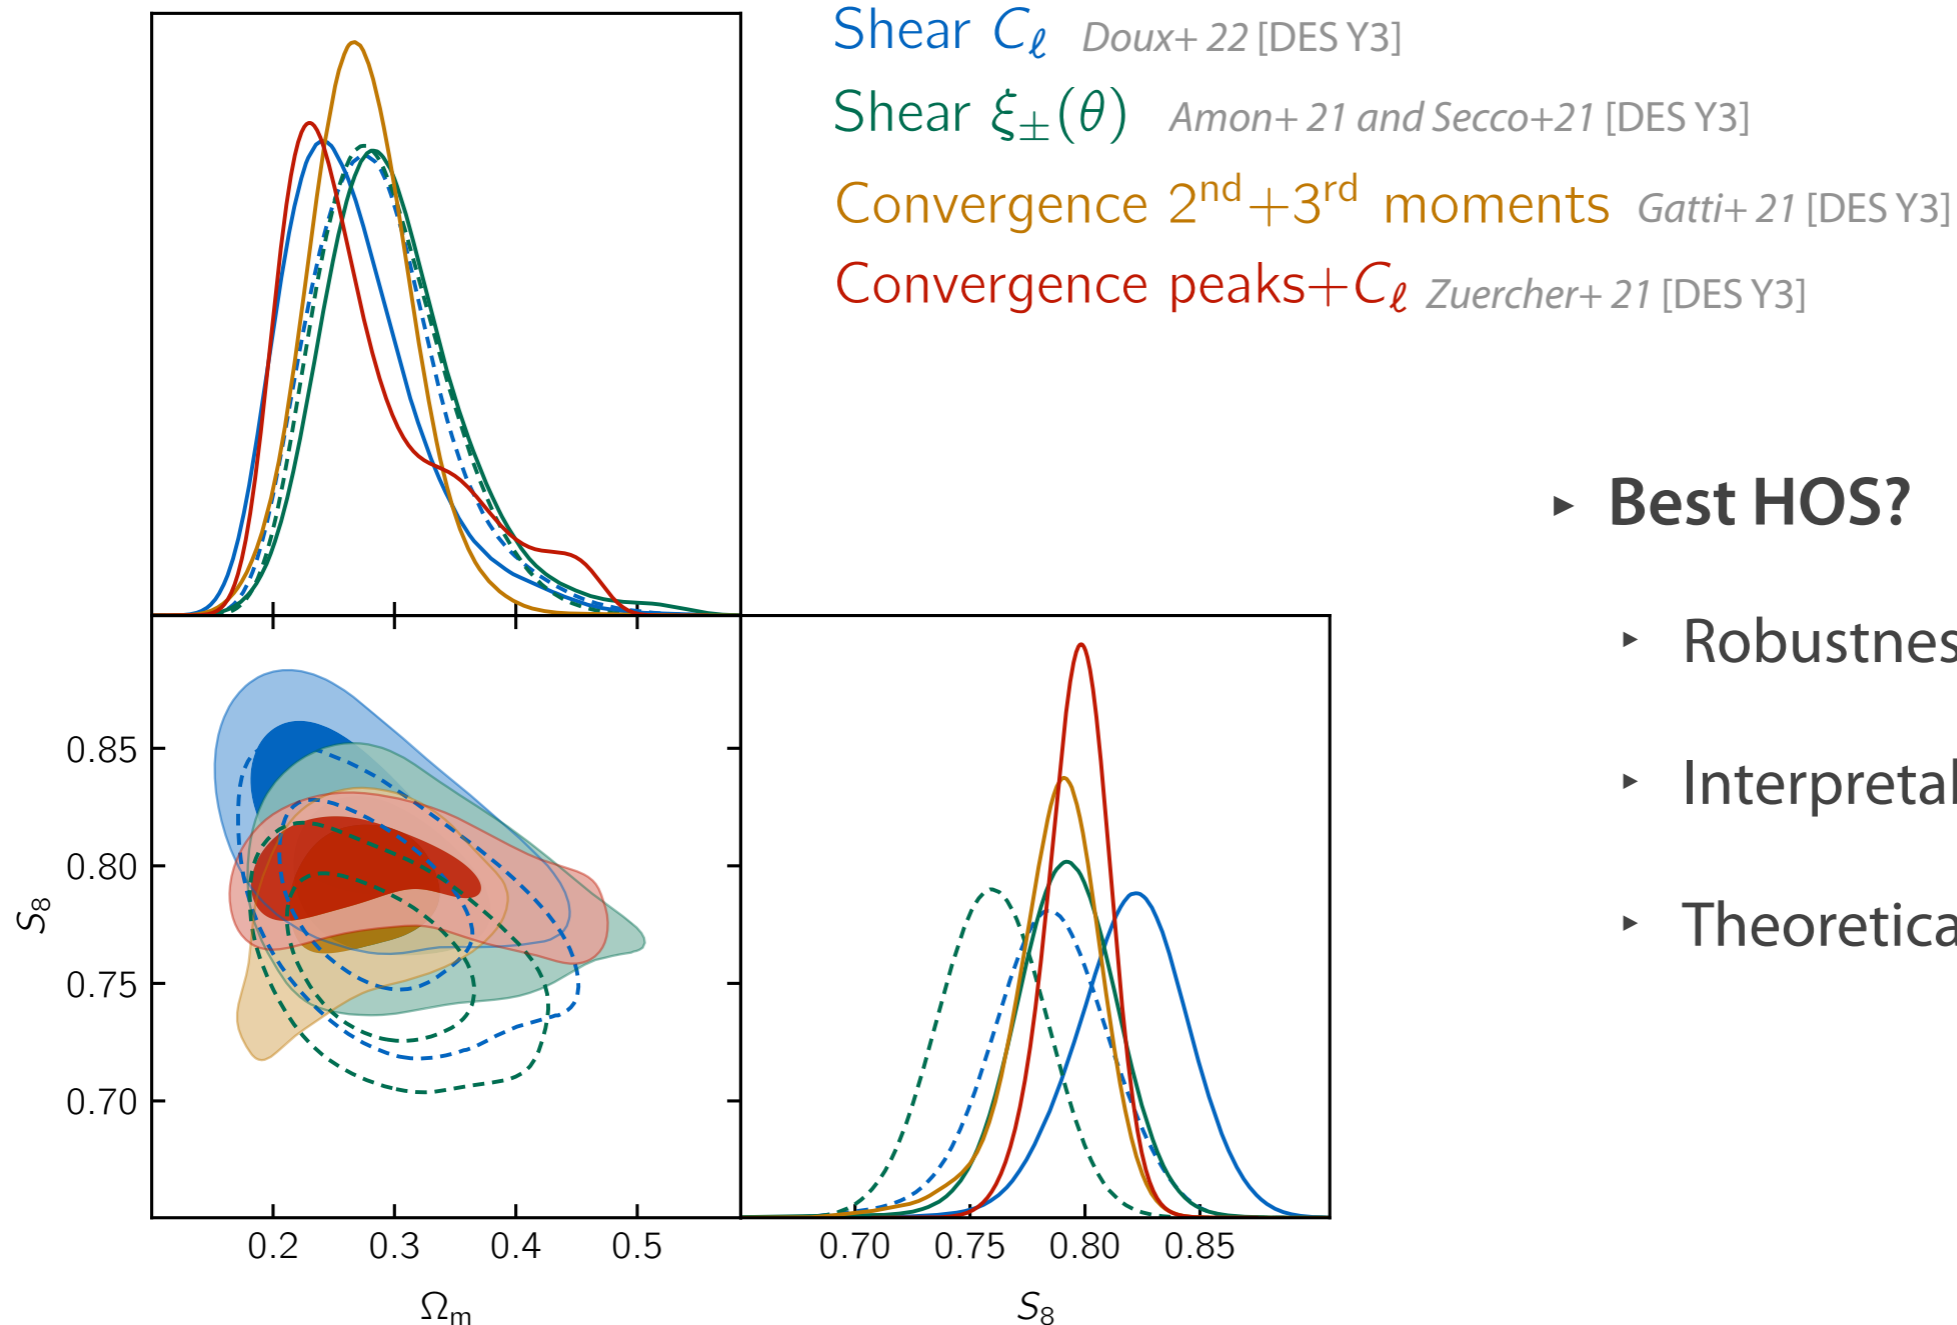 Shear Cℓ Doux+ 22 [DES Y3]
Shear ξ±(θ) Amon+ 21 and Secco+21 [DES Y3]
Convergence 2nd+3rd moments Gatti+ 21 [DES Y3]
Convergence peaks+Cℓ Zuercher+ 21 [DES Y3]
▸ Best HOS?
▸ Robustnes
▸ Interpretal
▸ Theoretica
0.85
0.80
0.75
0.70
S8
0.2 0.3 0.4 0.5
Ωm
0.70 0.75 0.80 0.85
S8